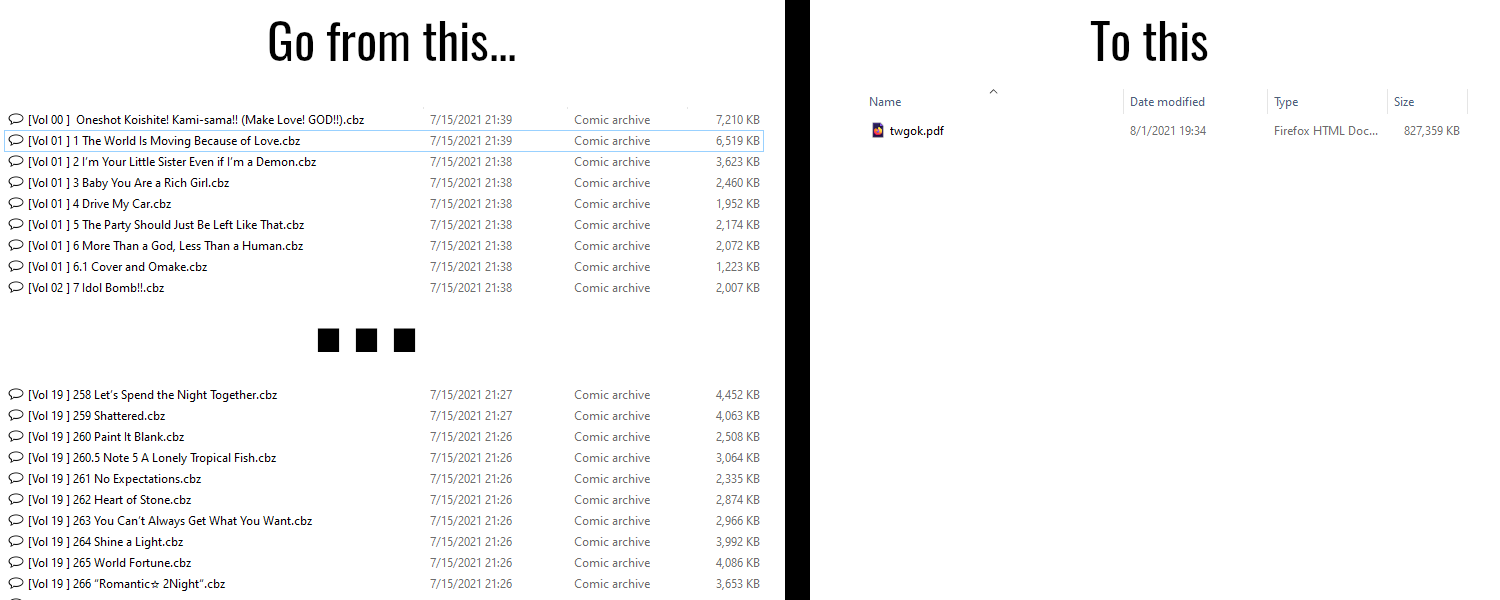 Go from this...
[Vol 00 ]  Oneshot Koishite! Kami-sama!! (Make Love! GOD!!).cbz 7/15/2021 21:39 Comic archive 7,210 KB
[Vol 01 ] 1 The World Is Moving Because of Love.cbz 7/15/2021 21:39 Comic archive 6,519 KB
[Vol 01 ] 2 I'm Your Little Sister Even if I'm a Demon.cbz 7/15/2021 21:38 Comic archive 3,623 KB
[Vol 01 ] 3 Baby You Are a Rich Girl.cbz 7/15/2021 21:38 Comic archive 2,460 KB
[Vol 01 ] 4 Drive My Car.cbz 7/15/2021 21:38 Comic archive 1,952 KB
[Vol 01 ] 5 The Party Should Just Be Left Like That.cbz 7/15/2021 21:38 Comic archive 2,174 KB
[Vol 01 ] 6 More Than a God, Less Than a Human.cbz 7/15/2021 21:38 Comic archive 2,072 KB
[Vol 01 ] 6.1 Cover and Omake.cbz 7/15/2021 21:38 Comic archive 1,223 KB
[Vol 02 ] 7 Idol Bomb!!.cbz 7/15/2021 21:38 Comic archive 2,007 KB
...
[Vol 19 ] 258 Let's Spend the Night Together.cbz 7/15/2021 21:27 Comic archive 4,452 KB
[Vol 19 ] 259 Shattered.cbz 7/15/2021 21:27 Comic archive 4,063 KB
[Vol 19 ] 260 Paint It Blank.cbz 7/15/2021 21:26 Comic archive 2,508 KB
[Vol 19 ] 260.5 Note 5 A Lonely Tropical Fish.cbz 7/15/2021 21:26 Comic archive 3,064 KB
[Vol 19 ] 261 No Expectations.cbz 7/15/2021 21:26 Comic archive 2,335 KB
[Vol 19 ] 262 Heart of Stone.cbz 7/15/2021 21:26 Comic archive 2,874 KB
[Vol 19 ] 263 You Can't Always Get What You Want.cbz 7/15/2021 21:26 Comic archive 2,966 KB
[Vol 19 ] 264 Shine a Light.cbz 7/15/2021 21:26 Comic archive 3,992 KB
[Vol 19 ] 265 World Fortune.cbz 7/15/2021 21:26 Comic archive 4,086 KB
[Vol 19 ] 266 “Romantic☆ 2Night”.cbz 7/15/2021 21:26 Comic archive 3,653 KB
To this
Name Date modified Type Size
twgok.pdf 8/1/2021 19:34 Firefox HTML Doc... 827,359 KB